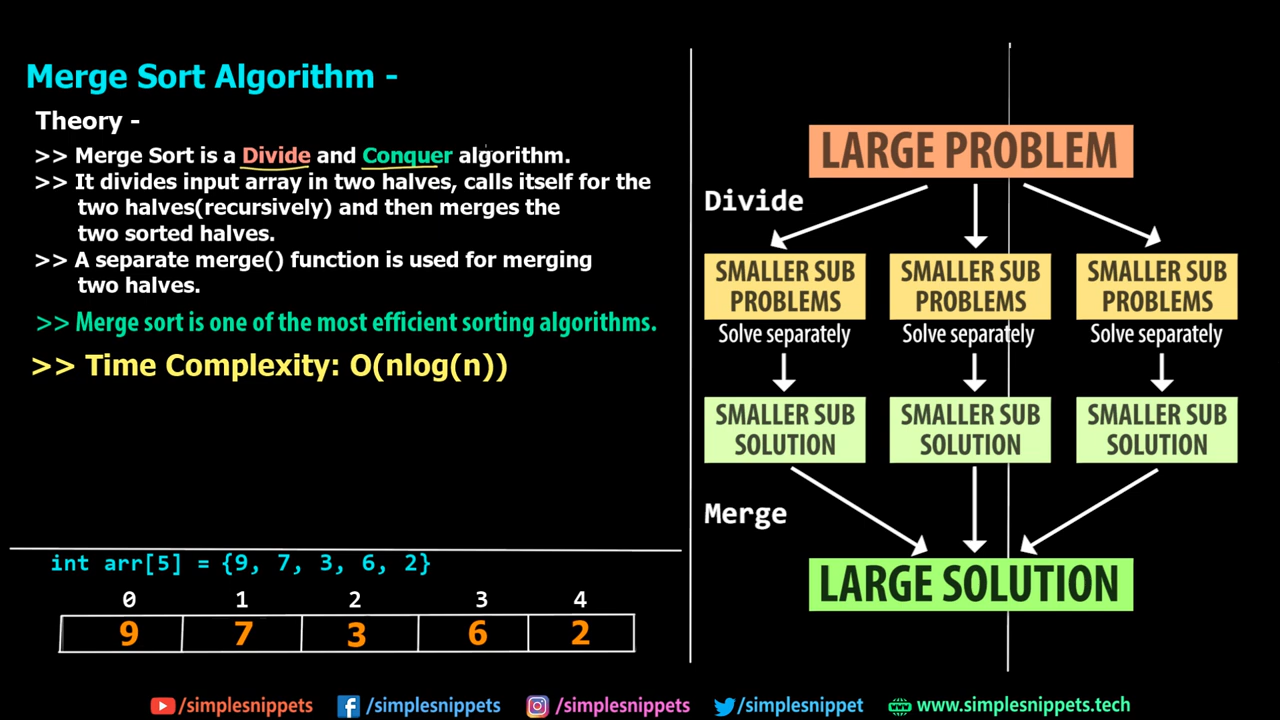 Merge Sort Algorithm -
Theory -
>> Merge Sort is a Divide and Conquer algorithm.
>> It divides input array in two halves, calls itself for the
two halves(recursively) and then merges the
two sorted halves.
>> A separate merge() function is used for merging
two halves.
>> Merge sort is one of the most efficient sorting algorithms.
>> Time Complexity: O(nlog(n))
int arr[5] = {9, 7, 3, 6, 2}
0 1 2 3 4
9 7 3 6 2
LARGE PROBLEM
Divide
SMALLER SUB
PROBLEMS
Solve separately
SMALLER SUB
PROBLEMS
Solve separately
SMALLER SUB
PROBLEMS
Solve separately
SMALLER SUB
SOLUTION
SMALLER SUB
SOLUTION
SMALLER SUB
SOLUTION
Merge
LARGE SOLUTION
/simplesnippets /simplesnippets /simplesnippets /simplesnippets www.simplesnippets.tech